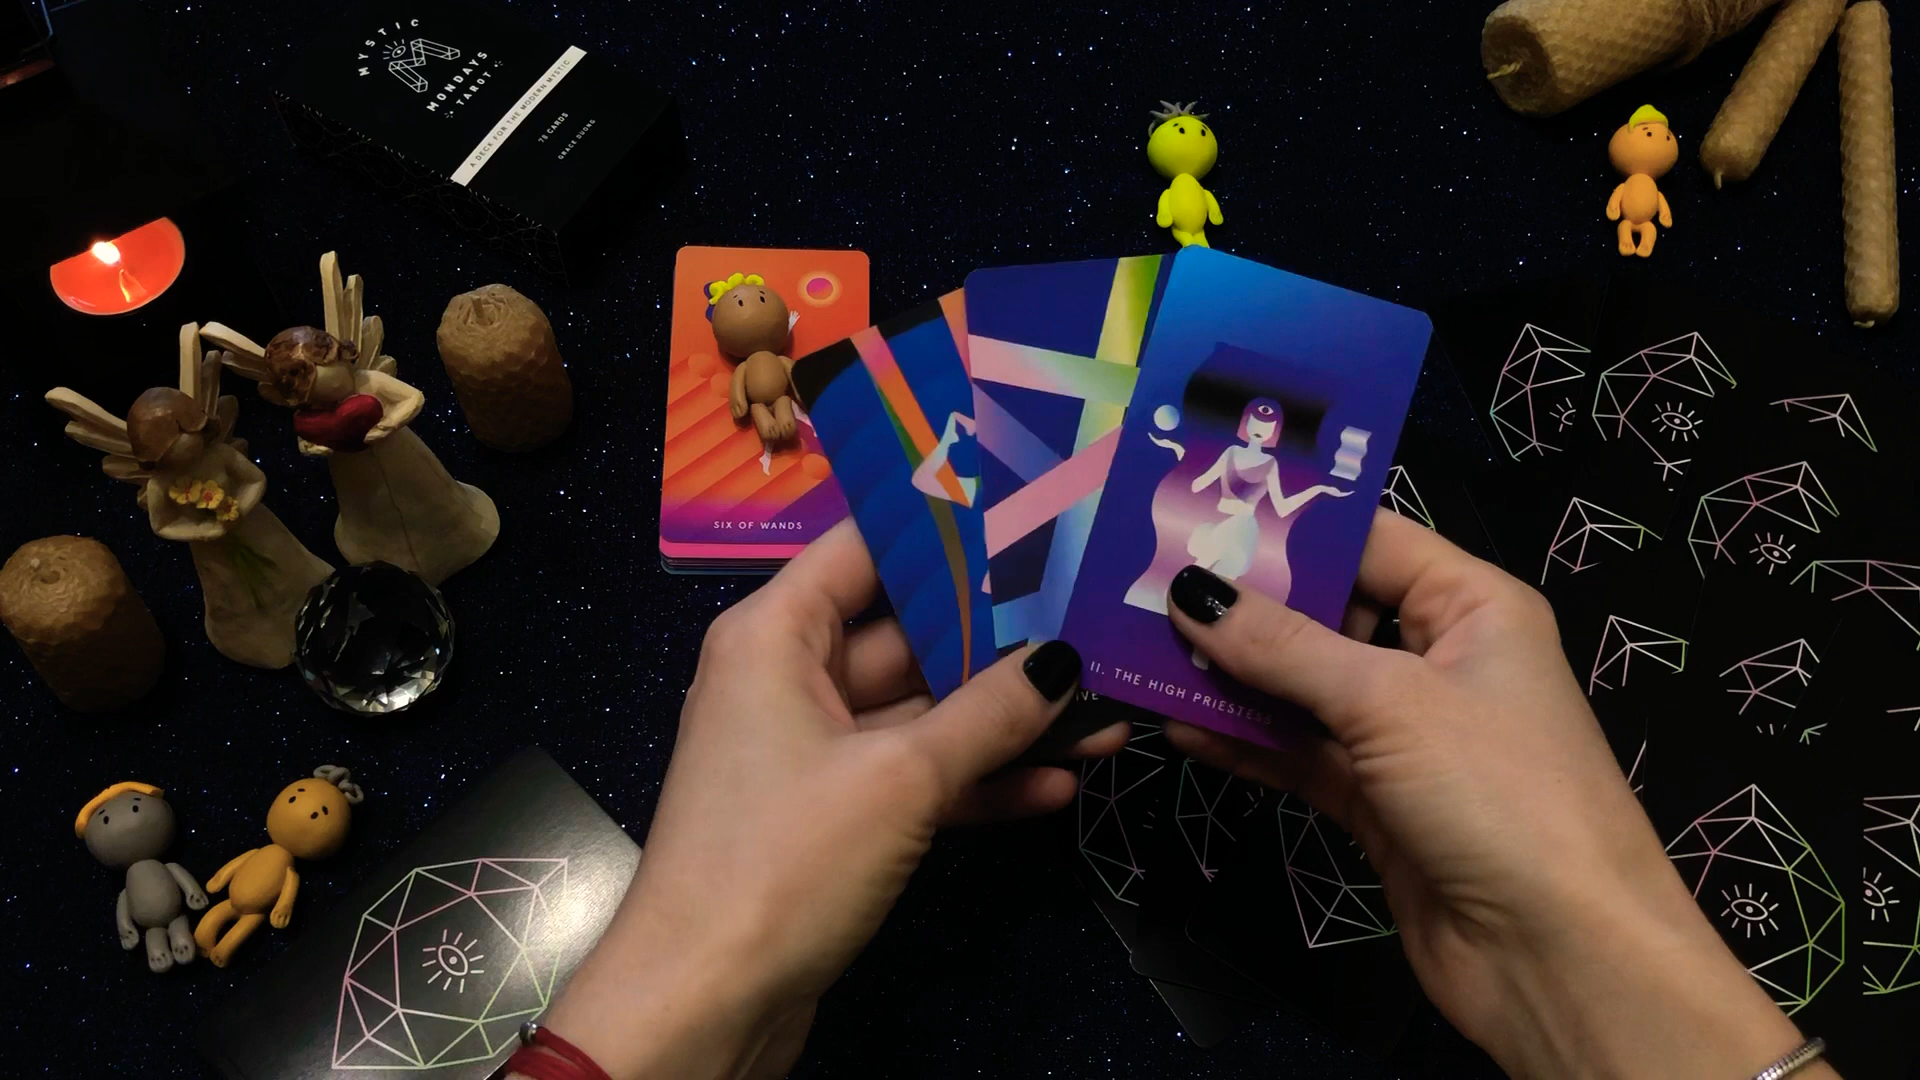 MYSTIC
MONDAYS
TAROT
A DECK FOR THE MODERN MYSTIC
78 CARDS
GRACE DUONG
SIX OF WANDS
II. THE HIGH PRIESTESS